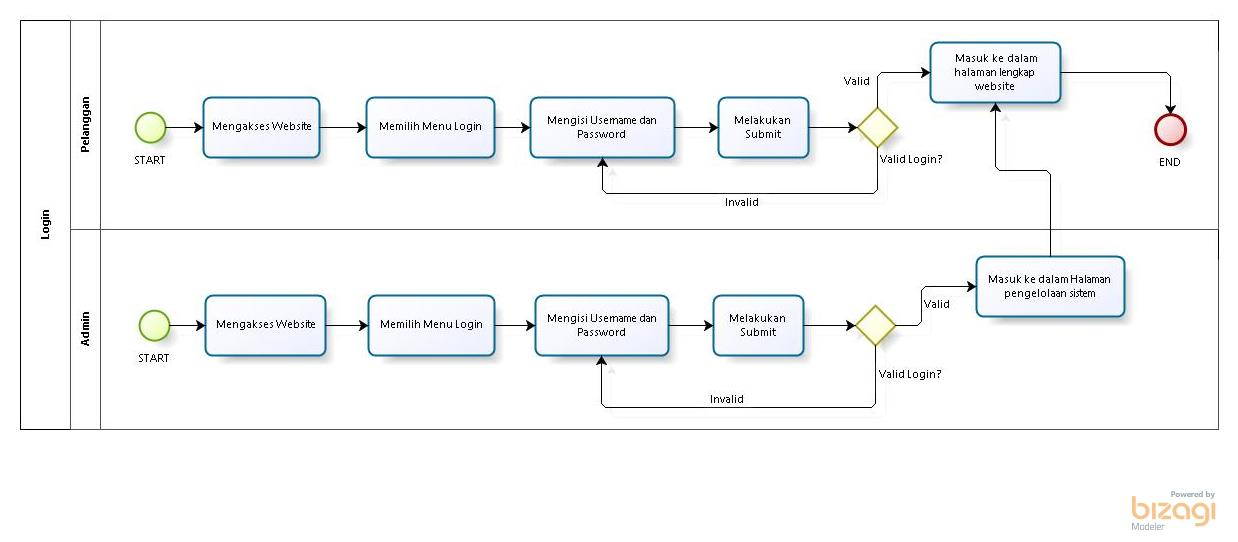 Login
Pelanggan
START
Mengakses Website
Memilih Menu Login
Mengisi Username dan
Password
Melakukan
Submit
Valid
Valid Login?
Invalid
Masuk ke dalam
halaman lengkap
website
END
Admin
START
Mengakses Website
Memilih Menu Login
Mengisi Username dan
Password
Melakukan
Submit
Valid
Valid Login?
Invalid
Masuk ke dalam Halaman
pengelolaan sistem
Powered by
bizagi
Modeler